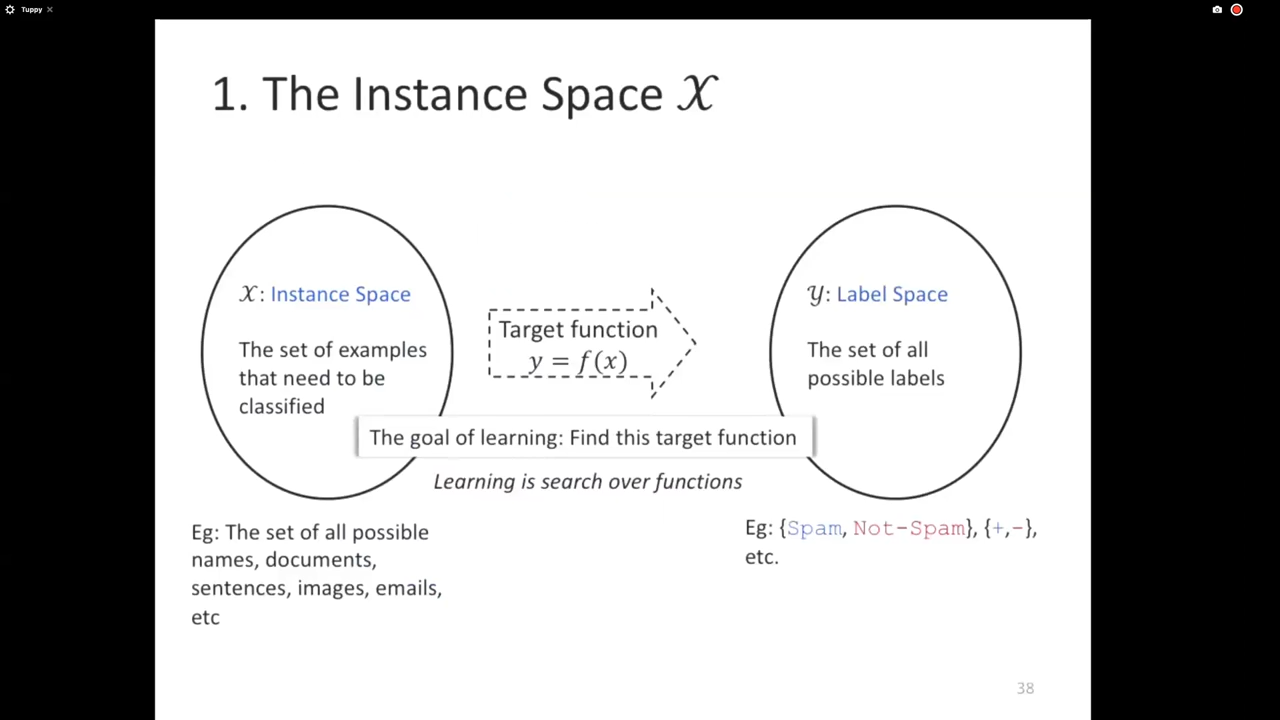 Tuppy
1. The Instance Space 𝒳
𝒳: Instance Space
The set of examples
that need to be
classified
Target function
y = f(x)
𝒴: Label Space
The set of all
possible labels
The goal of learning: Find this target function
Learning is search over functions
Eg: The set of all possible
names, documents,
sentences, images, emails,
etc
Eg: {Spam, Not-Spam}, {+,-},
etc.
38